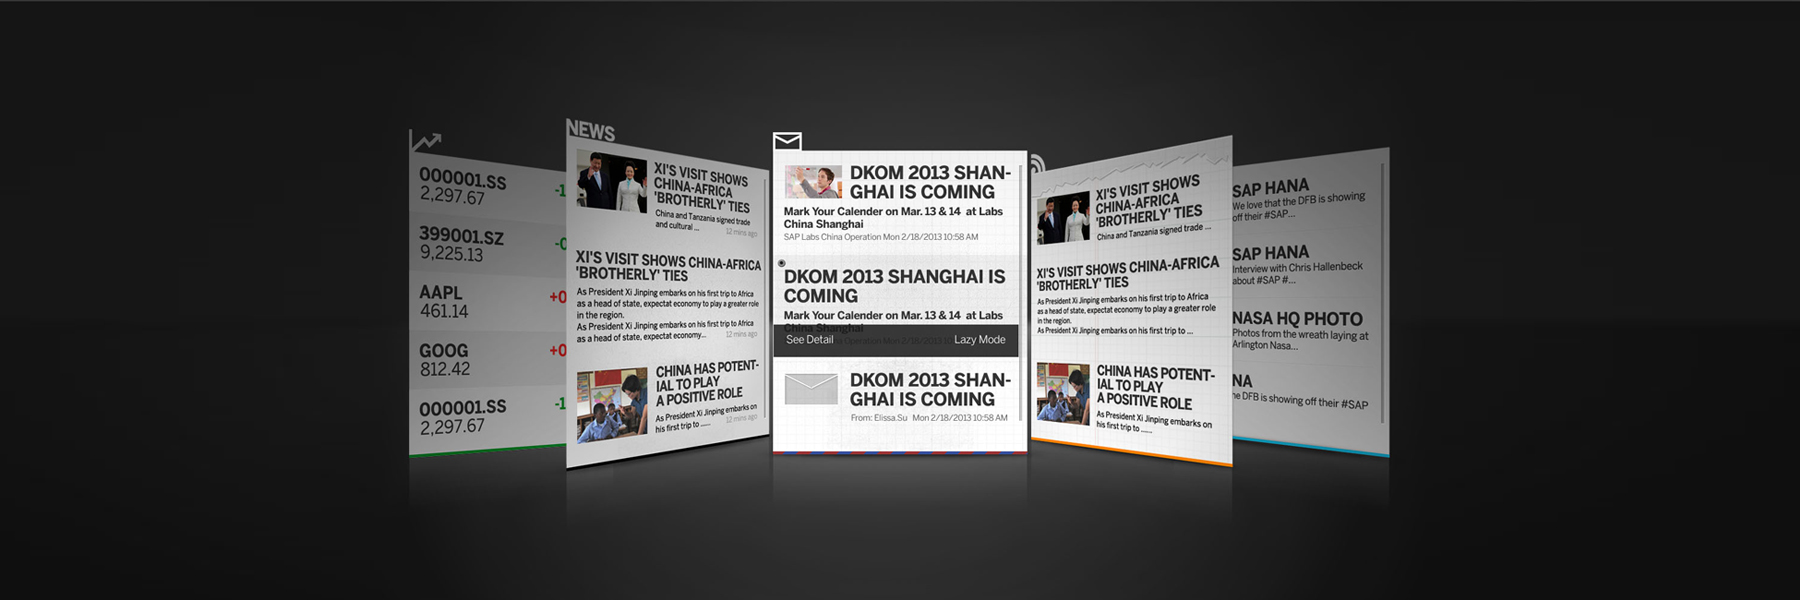 000001.SS
2,297.67
-1
399001.SZ
9,225.13
-0
AAPL
461.14
+0
GOOG
812.42
+0
000001.SS
2,297.67
-1
NEWS
XI'S VISIT SHOWS
CHINA-AFRICA
'BROTHERLY' TIES
China and Tanzania signed trade
and cultural ...
12 mins ago
XI'S VISIT SHOWS CHINA-AFRICA
'BROTHERLY' TIES
As President Xi Jinping embarks on his first trip to Africa
as a head of state, expectat economy to play a greater role
in the region.
As President Xi Jinping embarks on his first trip to Africa
as a head of state, expectat economy...
12 mins ago
CHINA HAS POTENT-
IAL TO PLAY
A POSITIVE ROLE
As President Xi Jinping embarks on
his first trip to ......
12 mins ago
DKOM 2013 SHAN-
GHAI IS COMING
Mark Your Calender on Mar. 13 & 14 at Labs
China Shanghai
SAP Labs China Operation Mon 2/18/2013 10:58 AM
DKOM 2013 SHANGHAI IS
COMING
Mark Your Calender on Mar. 13 & 14 at Labs
China Shanghai
See Detail
Lazy Mode
DKOM 2013 SHAN-
GHAI IS COMING
From: Elissa.Su Mon 2/18/2013 10:58 AM
XI'S VISIT SHOWS
CHINA-AFRICA
'BROTHERLY' TIES
China and Tanzania signed trade ...
XI'S VISIT SHOWS CHINA-AFRICA
'BROTHERLY' TIES
As President Xi Jinping embarks on his first trip to Africa
as a head of state, expectat economy to play a greater role
in the region.
As President Xi Jinping embarks on his first trip to ...
CHINA HAS POTENT-
IAL TO PLAY
A POSITIVE ROLE
As President Xi Jinping embarks on
his first trip to ......
SAP HANA
We love that the DFB is showing
off their #SAP...
SAP HANA
Interview with Chris Hallenbeck
about #SAP #...
NASA HQ PHOTO
Photos from the wreath laying at
Arlington Nasa...
NA
he DFB is showing off their #SAP